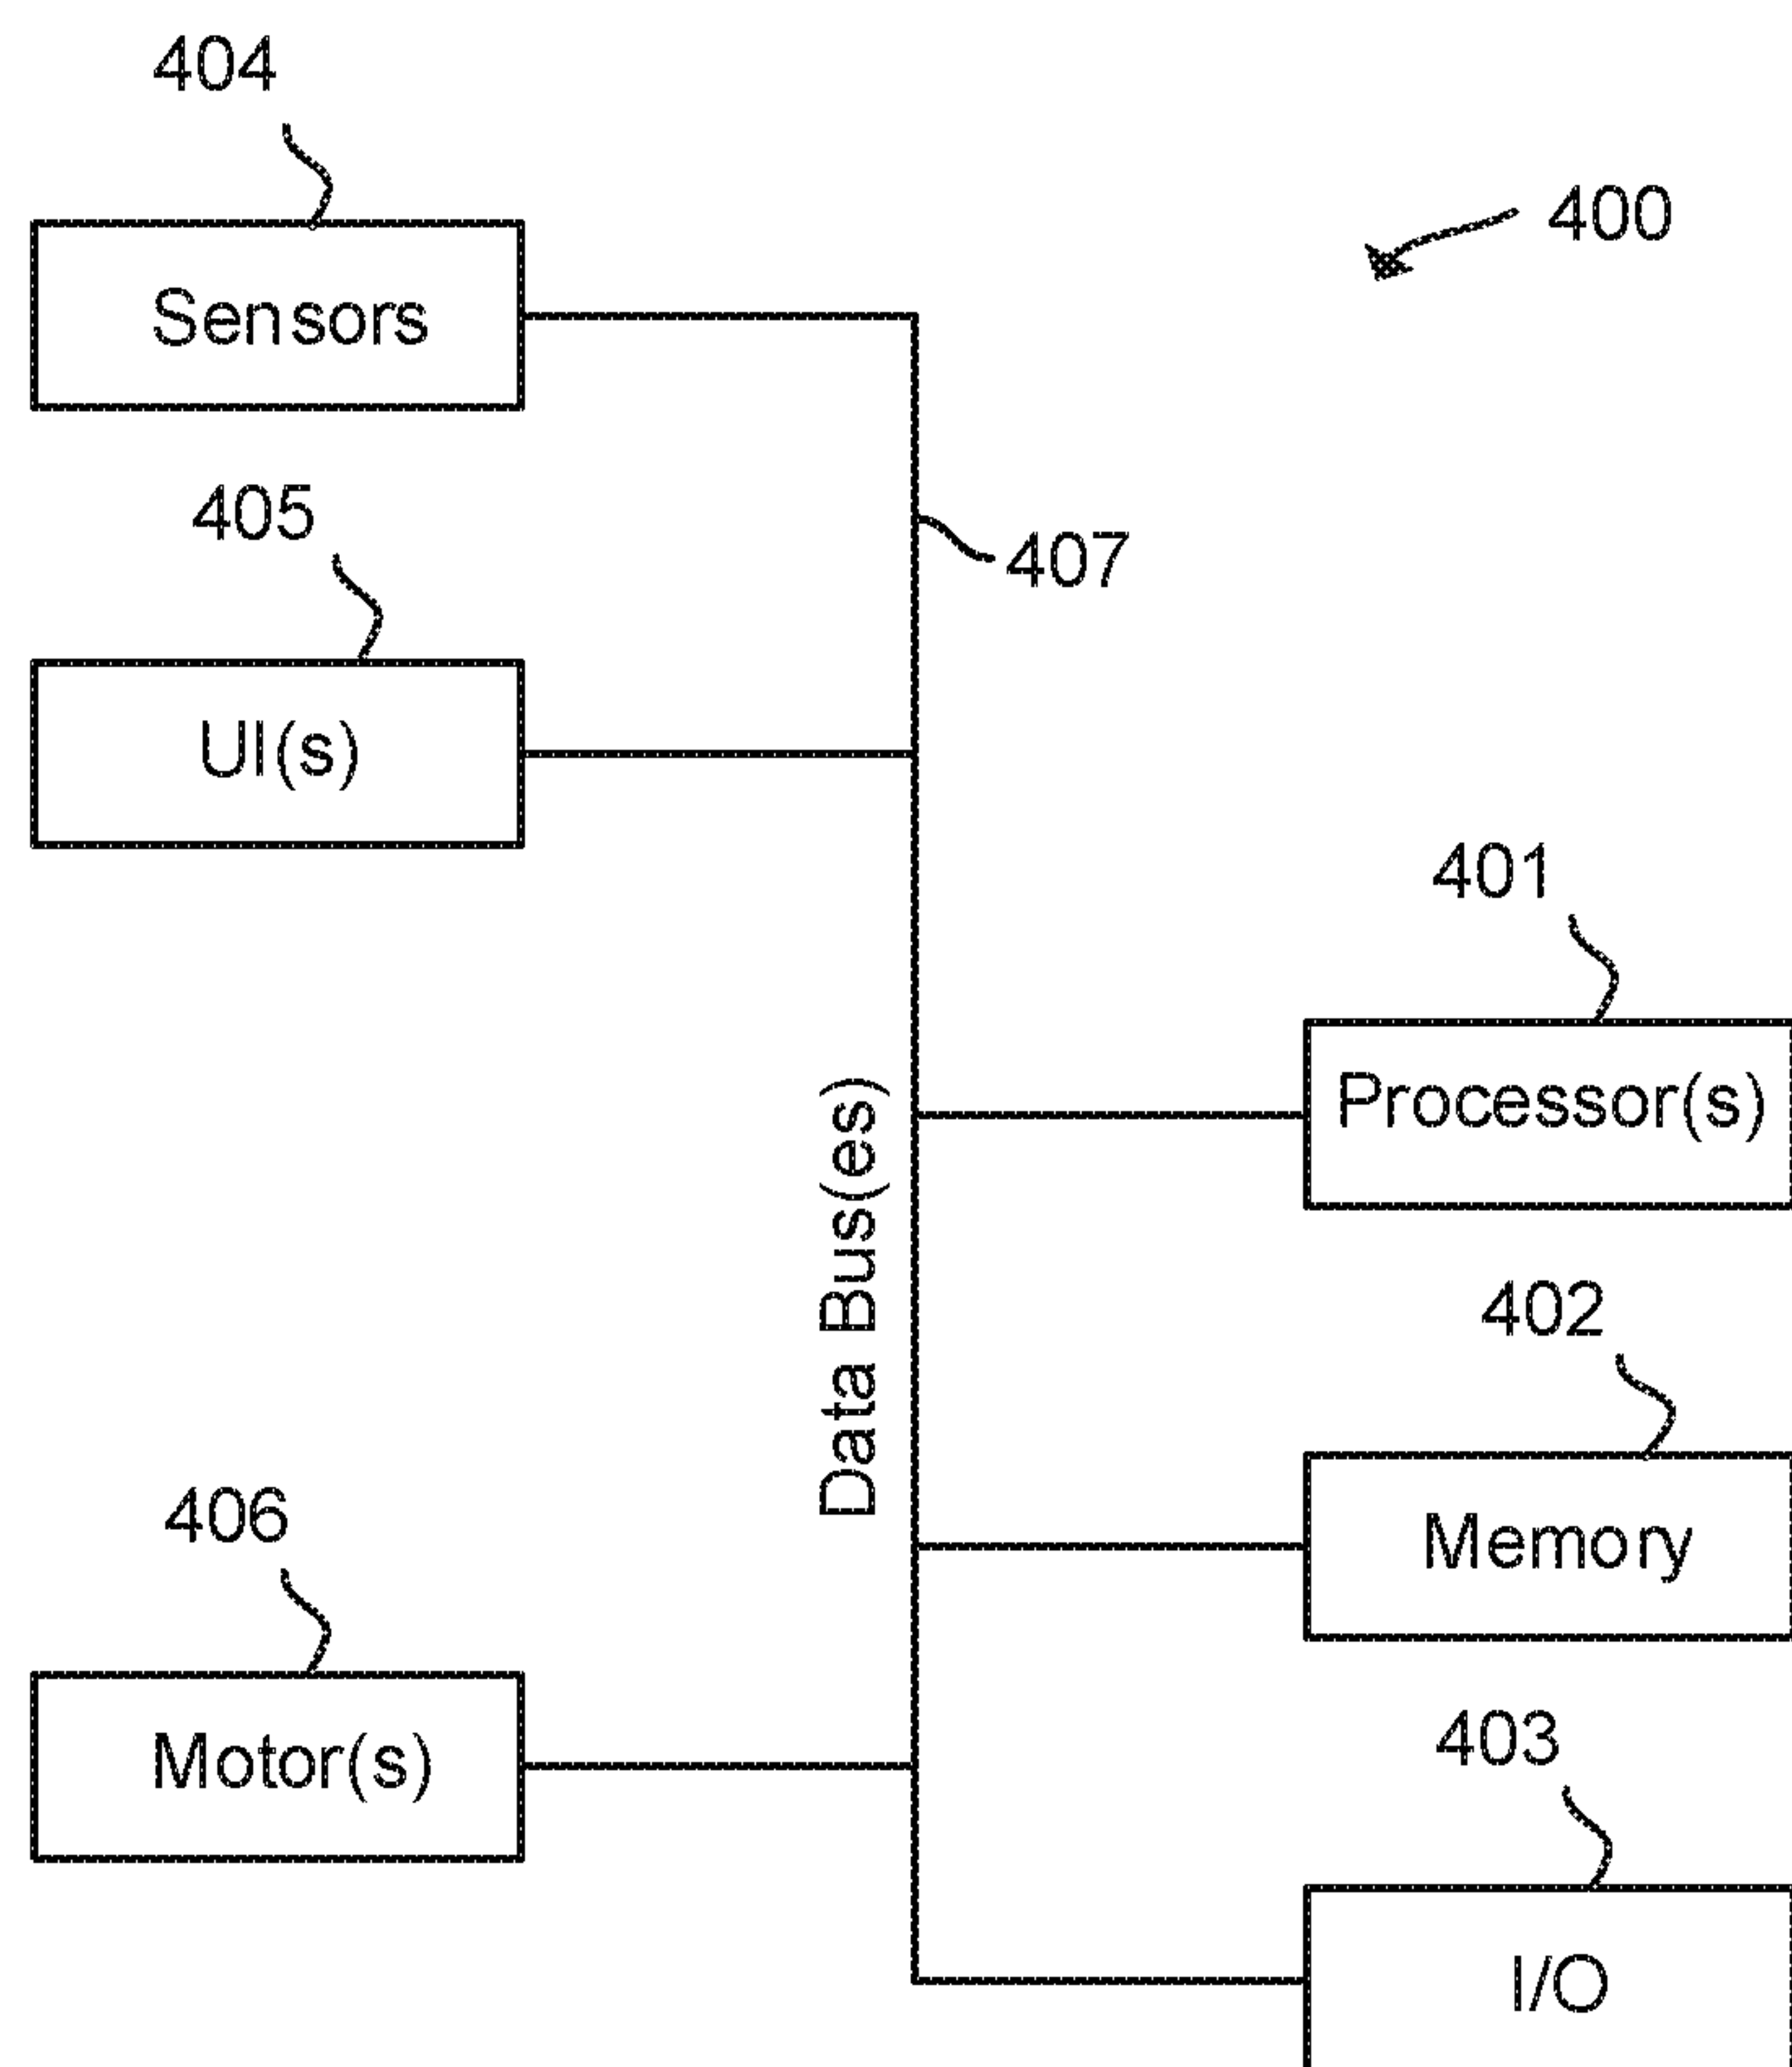 404
400
Sensors
405
407
UI(s)
401
Processor(s)
Data Bus(es)
402
Memory
406
Motor(s)
403
I/O